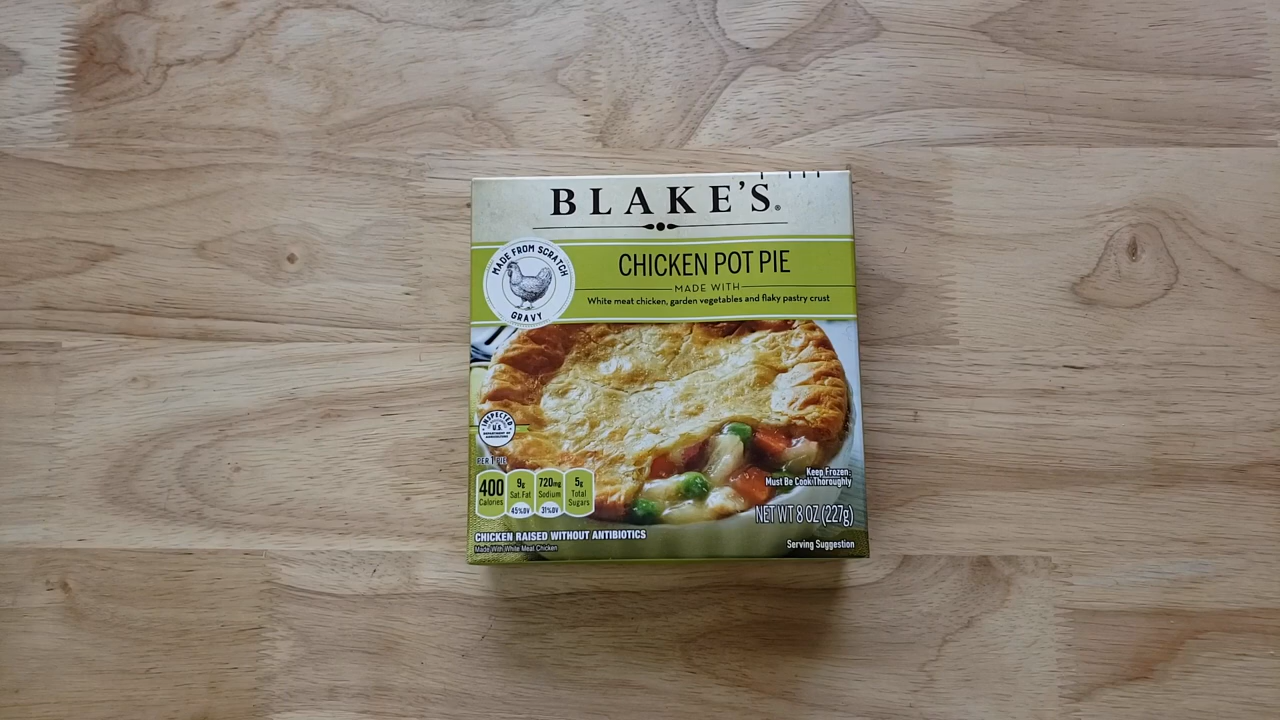 BLAKE'S®
MADE FROM SCRATCH
GRAVY
CHICKEN POT PIE
MADE WITH
White meat chicken, garden vegetables and flaky pastry crust
INSPECTED
U.S.
DEPARTMENT OF
AGRICULTURE
PER 1 PIE
400
Calories
9g
Sat. Fat
45% DV
720mg
Sodium
31% DV
5g
Total
Sugars
Keep Frozen.
Must Be Cook Thoroughly
NET WT 8 OZ (227g)
CHICKEN RAISED WITHOUT ANTIBIOTICS
Made With White Meat Chicken
Serving Suggestion